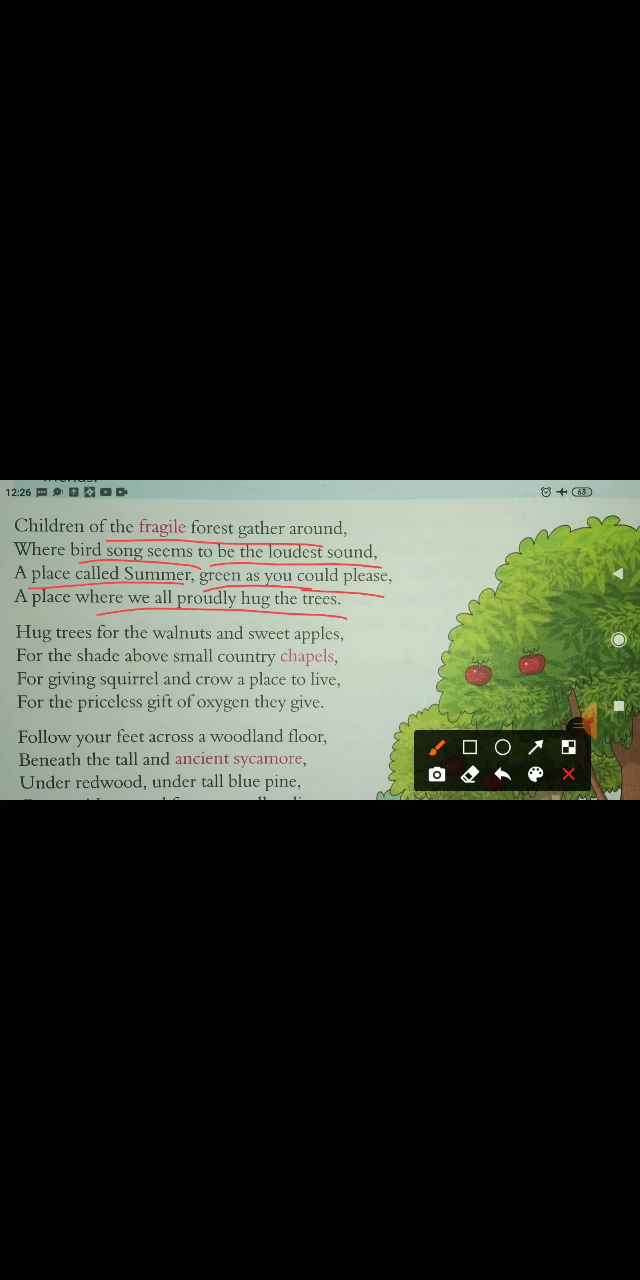 12:26
63
Children of the fragile forest gather around,
Where bird song seems to be the loudest sound,
A place called Summer, green as you could please,
A place where we all proudly hug the trees.
Hug trees for the walnuts and sweet apples,
For the shade above small country chapels,
For giving squirrel and crow a place to live,
For the priceless gift of oxygen they give.
Follow your feet across a woodland floor,
Beneath the tall and ancient sycamore,
Under redwood, under tall blue pine,